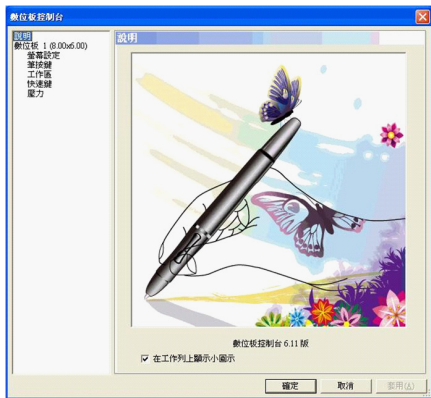 數位板控制台
說明
數位板 1 (8.00x6.00)
螢幕設定
筆按鍵
工作區
快速鍵
壓力
說明
數位板控制台 6.11 版
在工作列上顯示小圖示
確定
取消
套用(A)